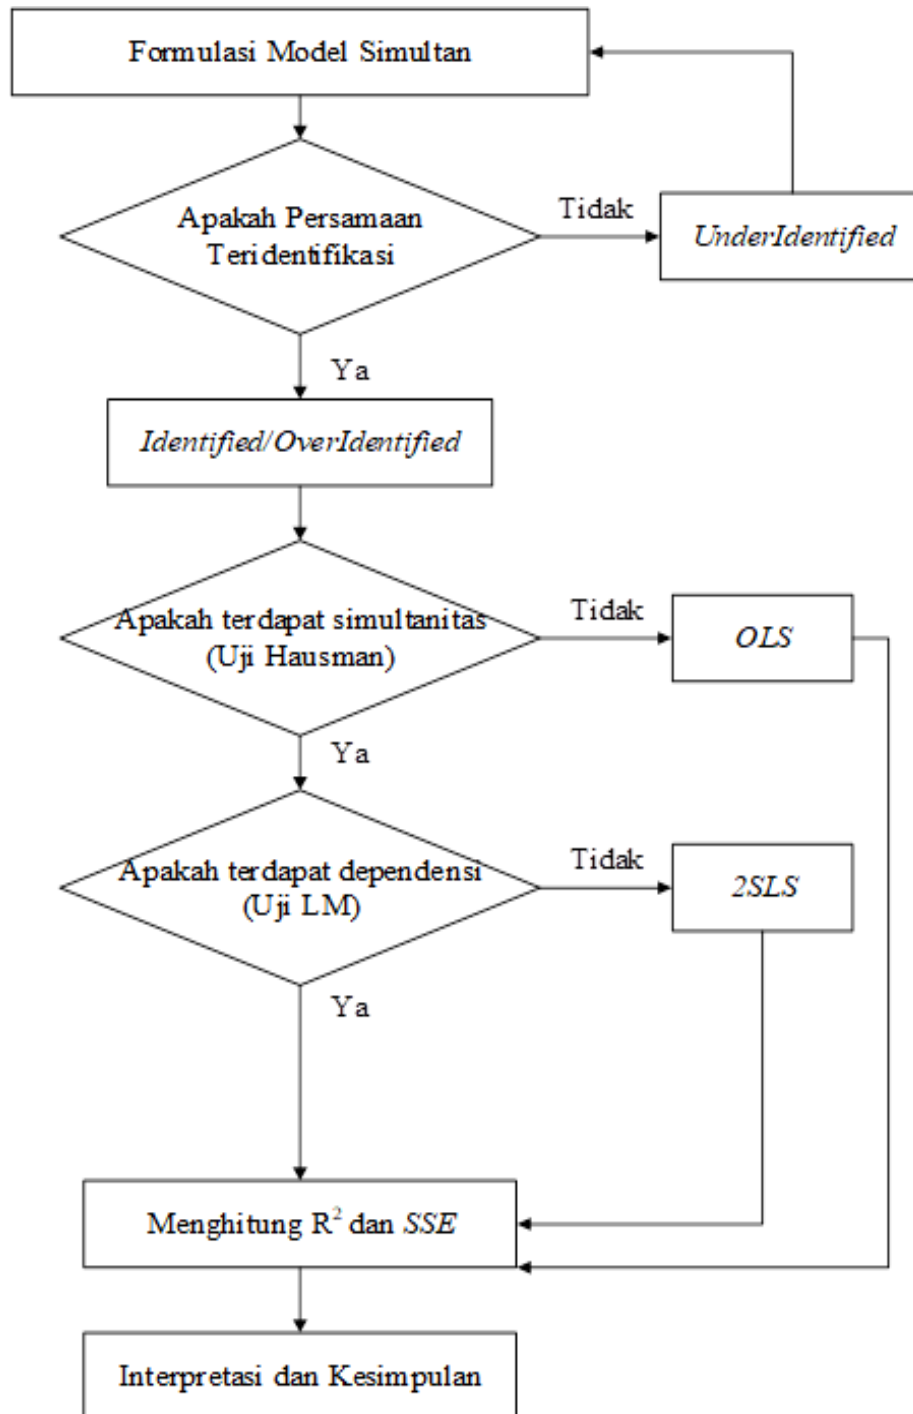 Formulasi Model Simultan
Apakah Persamaan
Teridentifikasi
Tidak
UnderIdentified
Ya
Identified/OverIdentified
Apakah terdapat simultanitas
(Uji Hausman)
Tidak
OLS
Ya
Apakah terdapat dependensi
(Uji LM)
Tidak
2SLS
Ya
Menghitung R² dan SSE
Interpretasi dan Kesimpulan